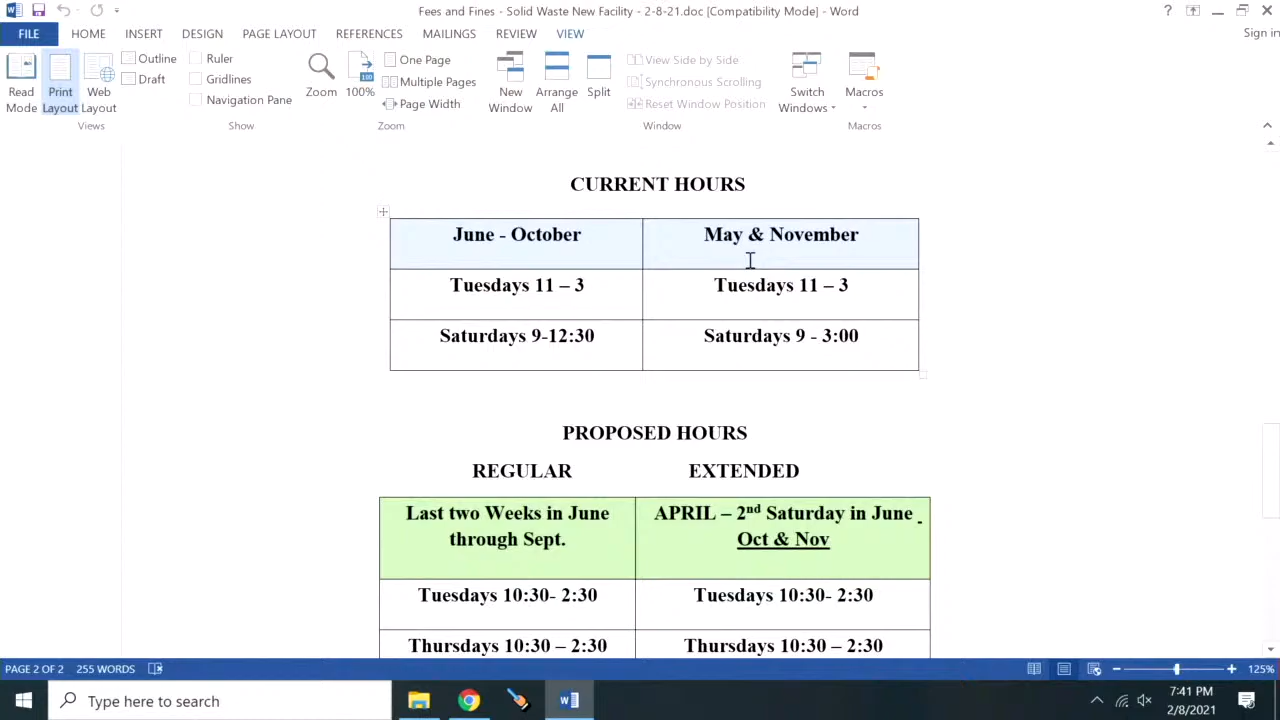 Fees and Fines - Solid Waste New Facility - 2-8-21.doc [Compatibility Mode] - Word
?
FILE HOME INSERT DESIGN PAGE LAYOUT REFERENCES MAILINGS REVIEW VIEW Sign in
Read Mode
Print Layout
Web Layout
Outline
Draft
Views
Ruler
Gridlines
Navigation Pane
Show
Zoom
100%
One Page
Multiple Pages
Page Width
Zoom
New Window
Arrange All
Split
View Side by Side
Synchronous Scrolling
Reset Window Position
Window
Switch Windows
Macros
Macros
CURRENT HOURS
June - October May & November
Tuesdays 11 – 3 Tuesdays 11 – 3
Saturdays 9-12:30 Saturdays 9 - 3:00
PROPOSED HOURS
REGULAR EXTENDED
Last two Weeks in June APRIL – 2nd Saturday in June
through Sept. Oct & Nov
Tuesdays 10:30- 2:30 Tuesdays 10:30- 2:30
Thursdays 10:30 – 2:30 Thursdays 10:30 – 2:30
PAGE 2 OF 2 255 WORDS 125%
Type here to search
7:41 PM
2/8/2021